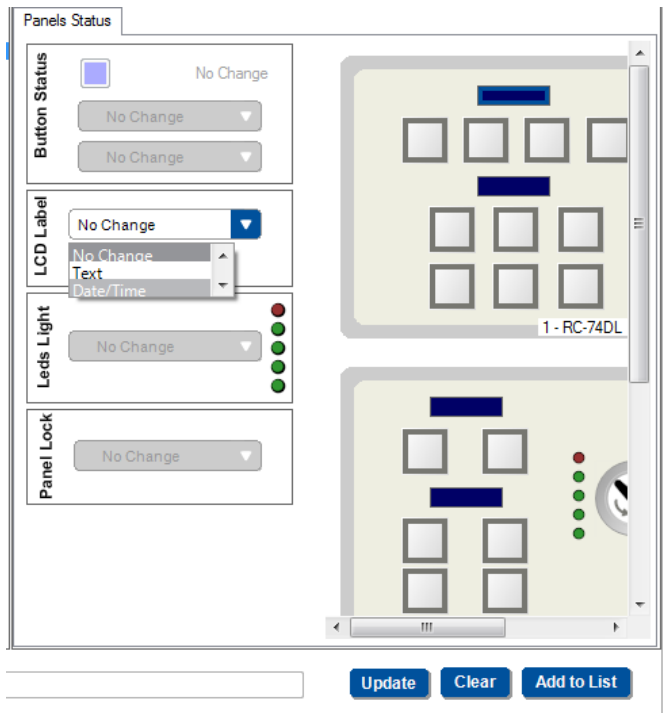 Panels Status
Button Status
No Change
No Change
No Change
LCD Label
No Change
No Change
Text
Date/Time
Leds Light
No Change
Panel Lock
No Change
1 - RC-74DL
Update
Clear
Add to List